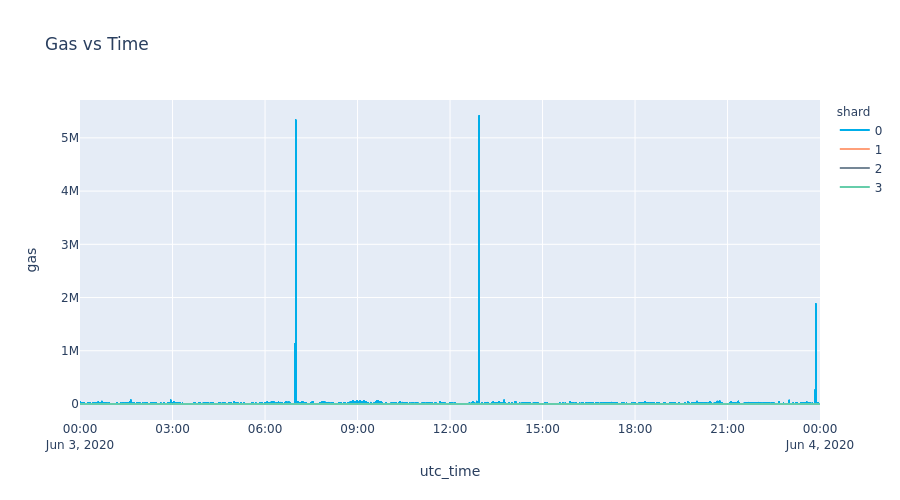 Gas vs Time
shard
0
1
2
3
5M
4M
3M
2M
1M
0
gas
00:00 03:00 06:00 09:00 12:00 15:00 18:00 21:00 00:00
Jun 3, 2020 Jun 4, 2020
utc_time